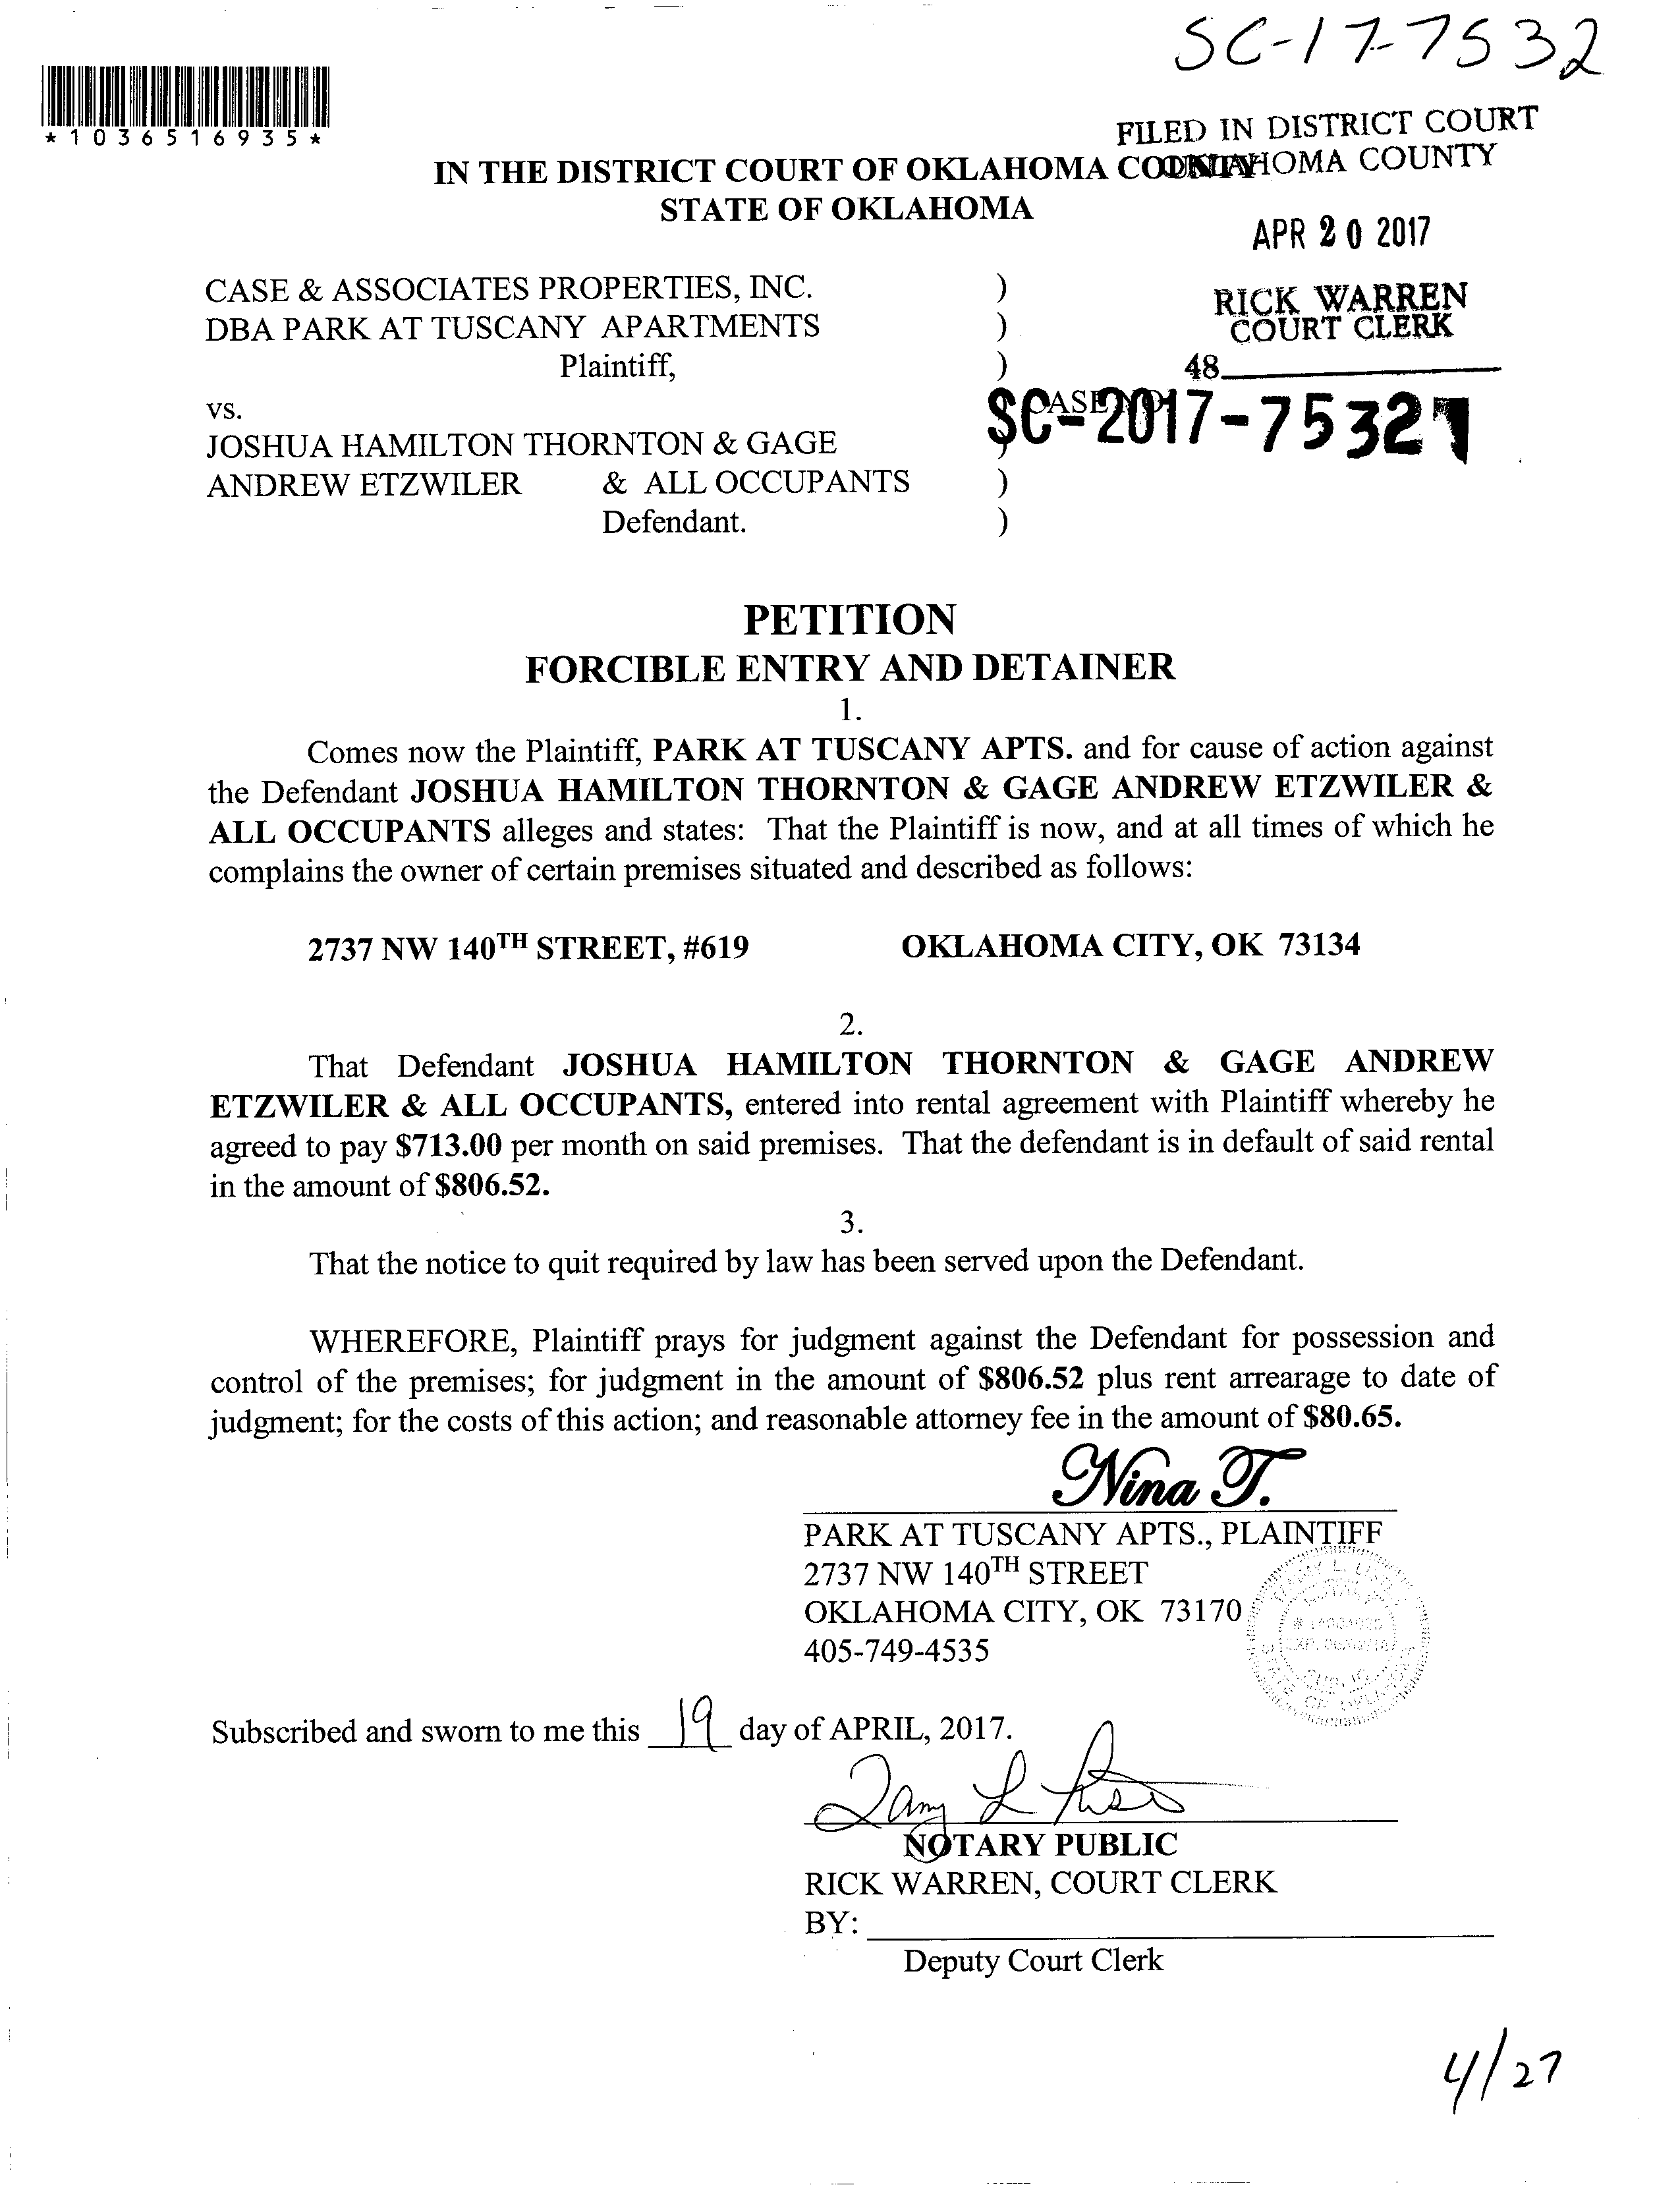 SC-17-7532
*1036516935*
FILED IN DISTRICT COURT
OKLAHOMA COUNTY
IN THE DISTRICT COURT OF OKLAHOMA COUNTY
STATE OF OKLAHOMA
APR 20 2017
CASE & ASSOCIATES PROPERTIES, INC. )
DBA PARK AT TUSCANY APARTMENTS )
Plaintiff, )
RICK WARREN
COURT CLERK
48
vs. ) CASE NO.
SC-2017-7532
JOSHUA HAMILTON THORNTON & GAGE )
ANDREW ETZWILER & ALL OCCUPANTS )
Defendant. )
PETITION
FORCIBLE ENTRY AND DETAINER
1.
Comes now the Plaintiff, PARK AT TUSCANY APTS. and for cause of action against
the Defendant JOSHUA HAMILTON THORNTON & GAGE ANDREW ETZWILER &
ALL OCCUPANTS alleges and states: That the Plaintiff is now, and at all times of which he
complains the owner of certain premises situated and described as follows:
2737 NW 140TH STREET, #619 OKLAHOMA CITY, OK 73134
2.
That Defendant JOSHUA HAMILTON THORNTON & GAGE ANDREW
ETZWILER & ALL OCCUPANTS, entered into rental agreement with Plaintiff whereby he
agreed to pay $713.00 per month on said premises. That the defendant is in default of said rental
in the amount of $806.52.
3.
That the notice to quit required by law has been served upon the Defendant.
WHEREFORE, Plaintiff prays for judgment against the Defendant for possession and
control of the premises; for judgment in the amount of $806.52 plus rent arrearage to date of
judgment; for the costs of this action; and reasonable attorney fee in the amount of $80.65.
Nina T.
PARK AT TUSCANY APTS., PLAINTIFF
2737 NW 140TH STREET
OKLAHOMA CITY, OK 73170
405-749-4535
STATE OF OKLAHOMA
Subscribed and sworn to me this 19 day of APRIL, 2017.
NOTARY PUBLIC
RICK WARREN, COURT CLERK
BY:
Deputy Court Clerk
4/27